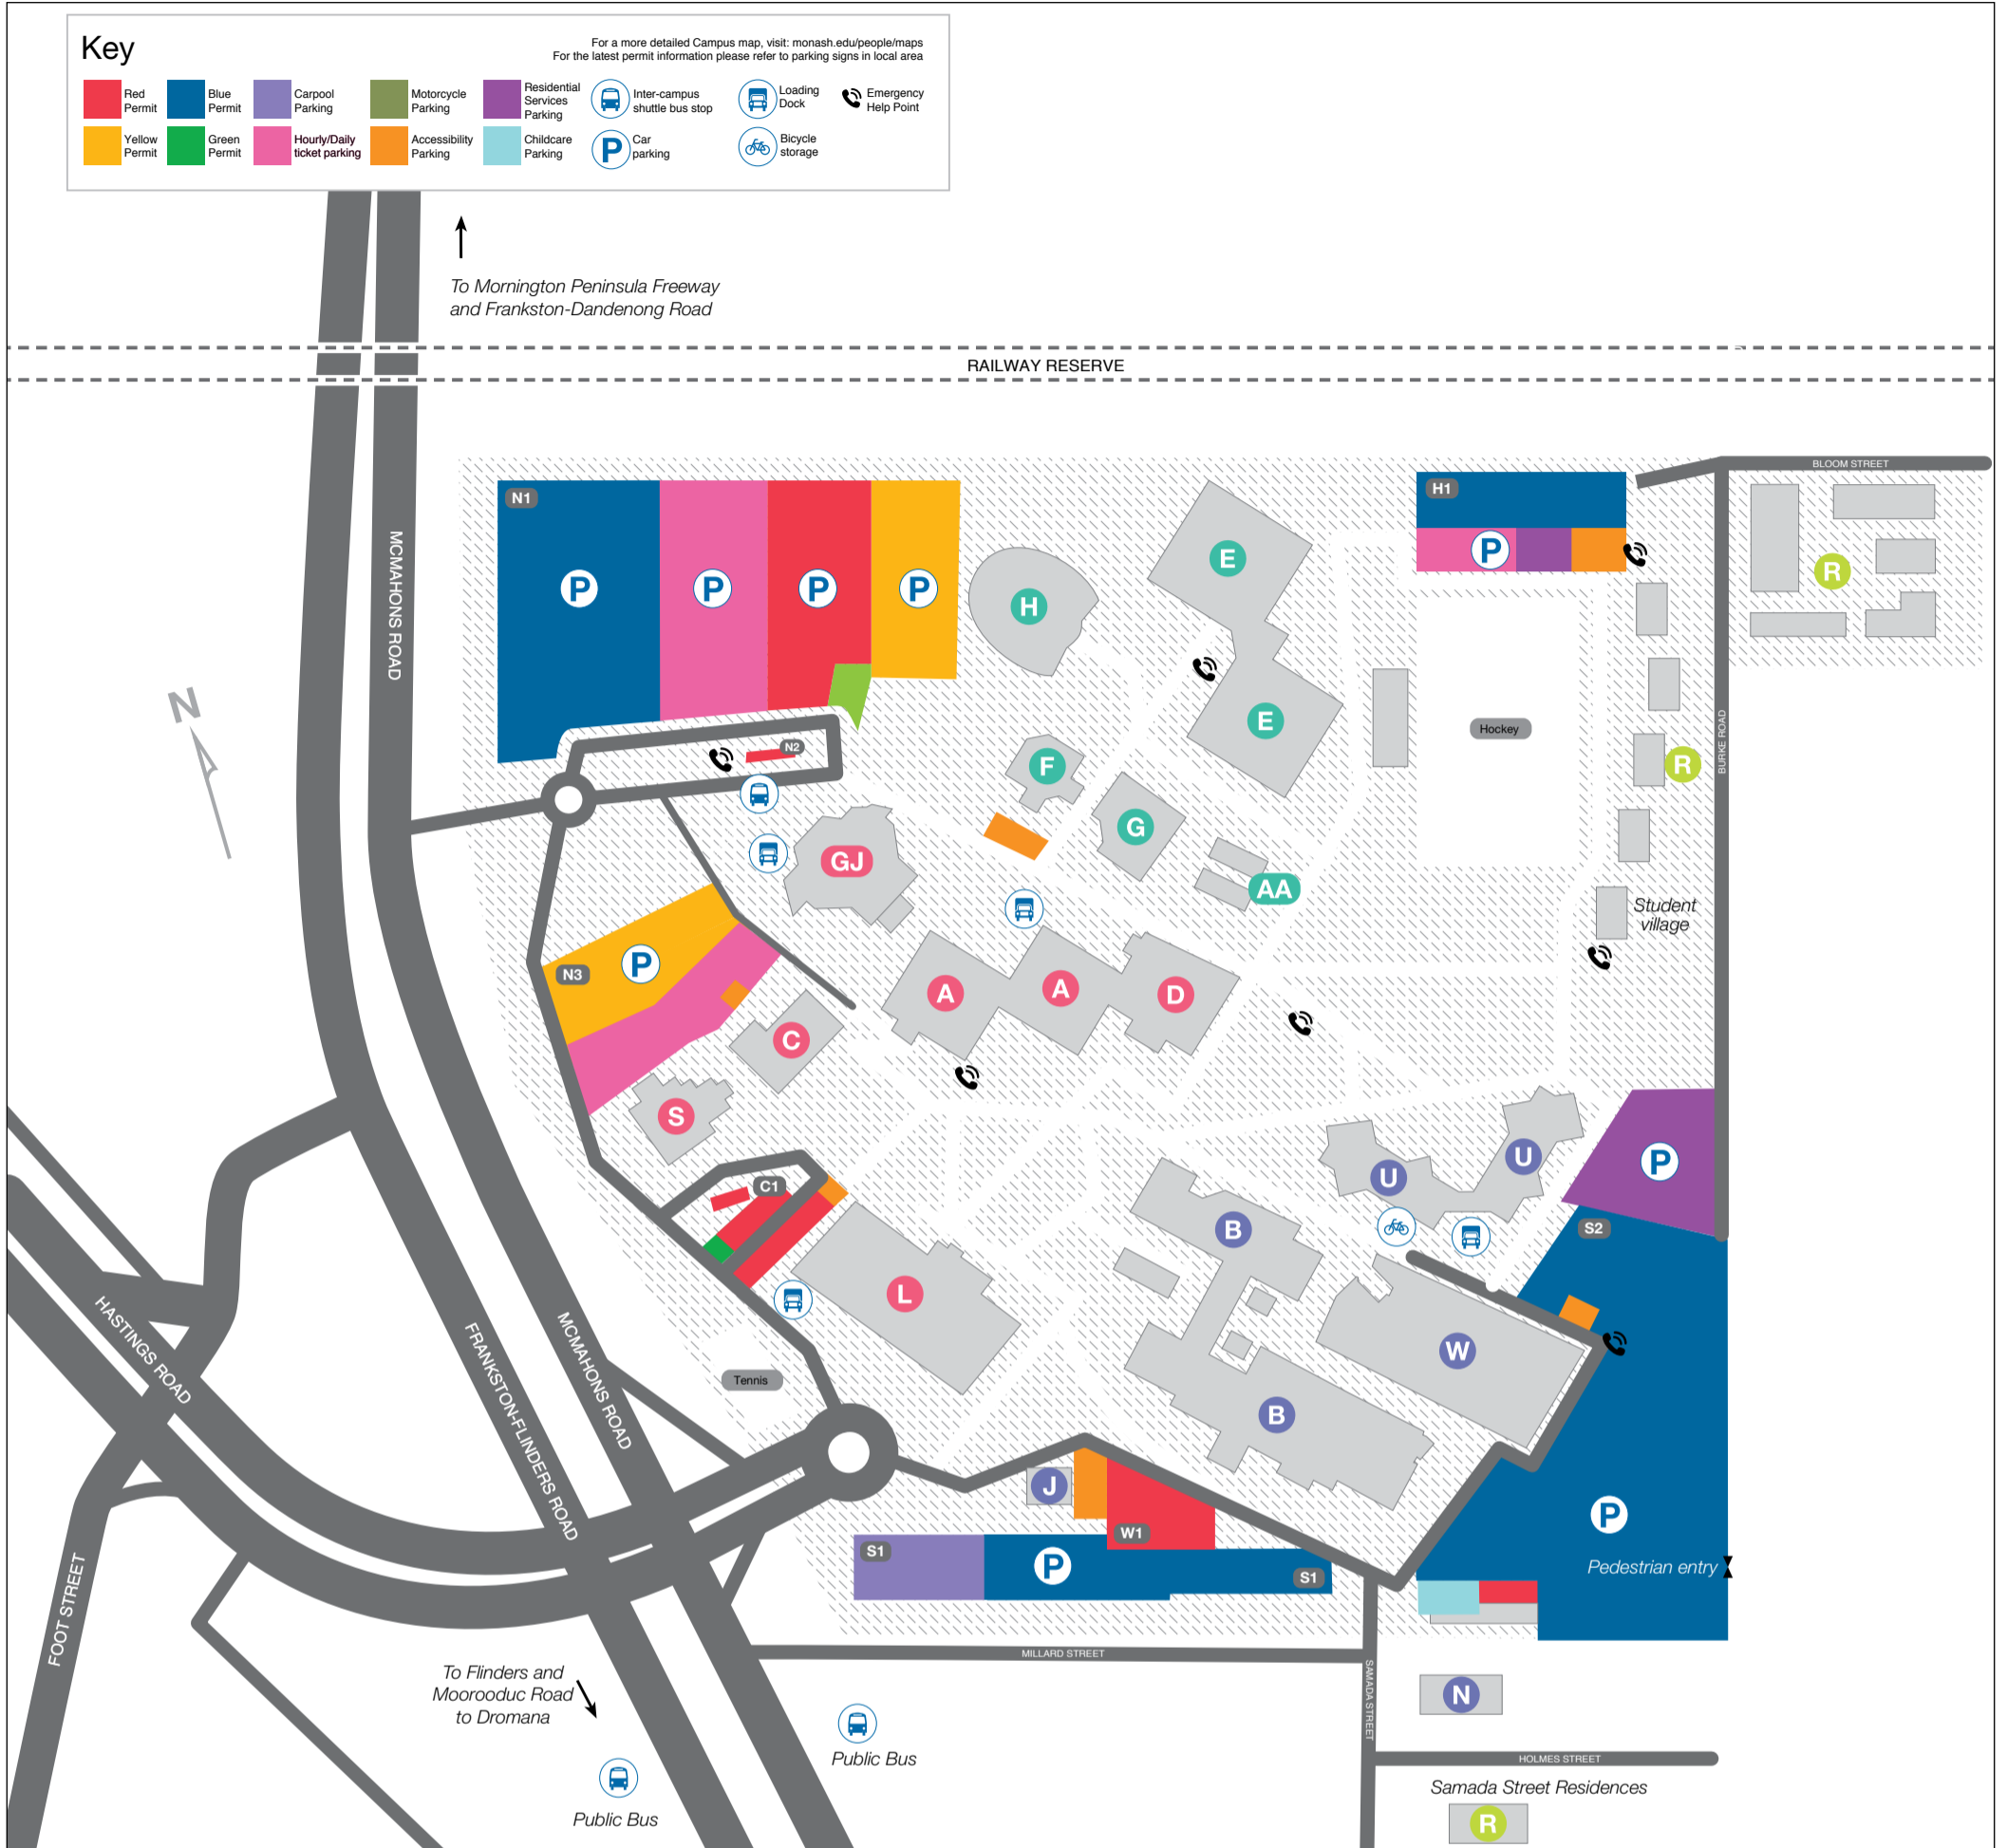 Key
For a more detailed Campus map, visit: monash.edu/people/maps
For the latest permit information please refer to parking signs in local area
Red
Permit
Blue
Permit
Carpool
Parking
Motorcycle
Parking
Residential
Services
Parking
Inter-campus
shuttle bus stop
Loading
Dock
Emergency
Help Point
Yellow
Permit
Green
Permit
Hourly/Daily
ticket parking
Accessibility
Parking
Childcare
Parking
P
Car
parking
Bicycle
storage
To Mornington Peninsula Freeway
and Frankston-Dandenong Road
RAILWAY RESERVE
BLOOM STREET
N1
H1
P
P
P
P
P
E
R
H
MCMAHONS ROAD
N
E
Hockey
R
BURKE ROAD
N2
F
G
GJ
AA
Student
village
N3
P
A
A
D
C
S
U
U
P
C1
S2
B
L
W
HASTINGS ROAD
FRANKSTON-FLINDERS ROAD
MCMAHONS ROAD
Tennis
B
J
W1
P
S1
P
S1
Pedestrian entry
FOOT STREET
MILLARD STREET
SAMADA STREET
To Flinders and
Moorooduc Road
to Dromana
N
Public Bus
HOLMES STREET
Samada Street Residences
Public Bus
R